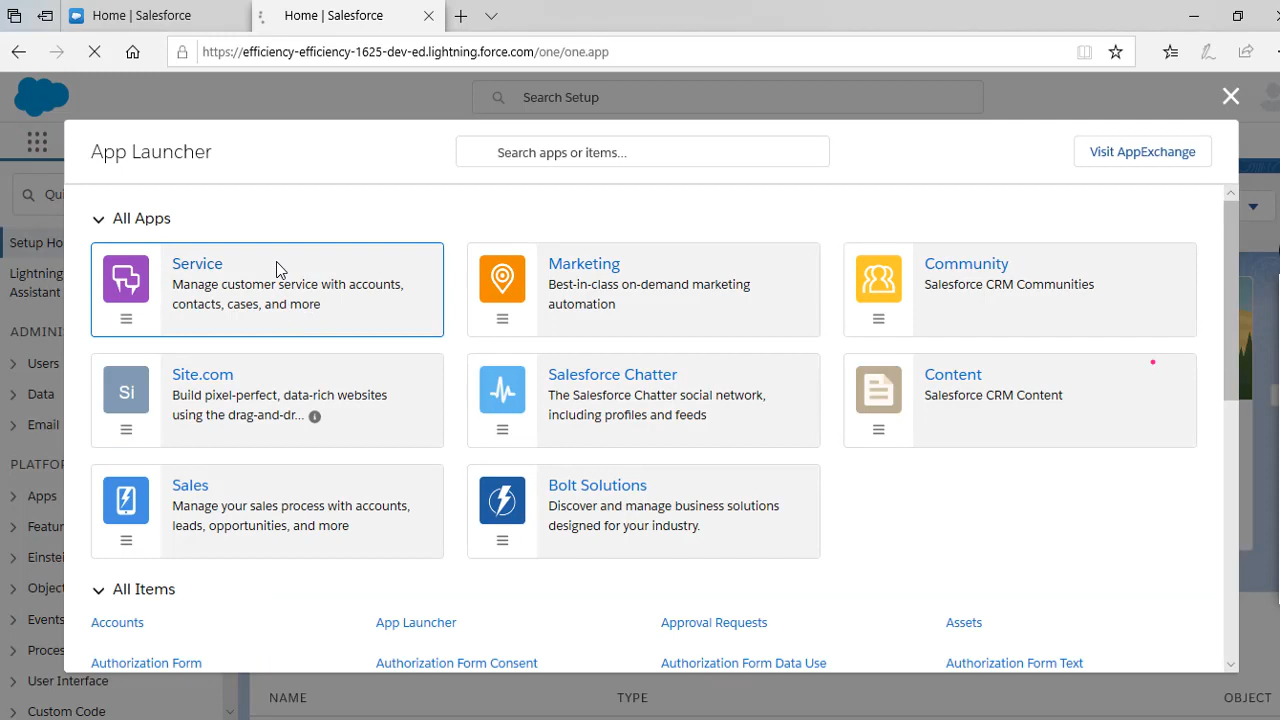 Home | Salesforce
Home | Salesforce
https://efficiency-efficiency-1625-dev-ed.lightning.force.com/one/one.app
Search Setup
App Launcher
Search apps or items...
Visit AppExchange
Qui
Setup Ho
Lightning
Assistant
ADMINIS
Users
Data
Email
PLATFO
Apps
Featur
Einstei
Object
Events
Proces
User Interface
Custom Code
All Apps
Service
Manage customer service with accounts,
contacts, cases, and more
Marketing
Best-in-class on-demand marketing
automation
Community
Salesforce CRM Communities
Si
Site.com
Build pixel-perfect, data-rich websites
using the drag-and-dr...
Salesforce Chatter
The Salesforce Chatter social network,
including profiles and feeds
Content
Salesforce CRM Content
Sales
Manage your sales process with accounts,
leads, opportunities, and more
Bolt Solutions
Discover and manage business solutions
designed for your industry.
All Items
Accounts
App Launcher
Approval Requests
Assets
Authorization Form
Authorization Form Consent
Authorization Form Data Use
Authorization Form Text
NAME
TYPE
OBJECT